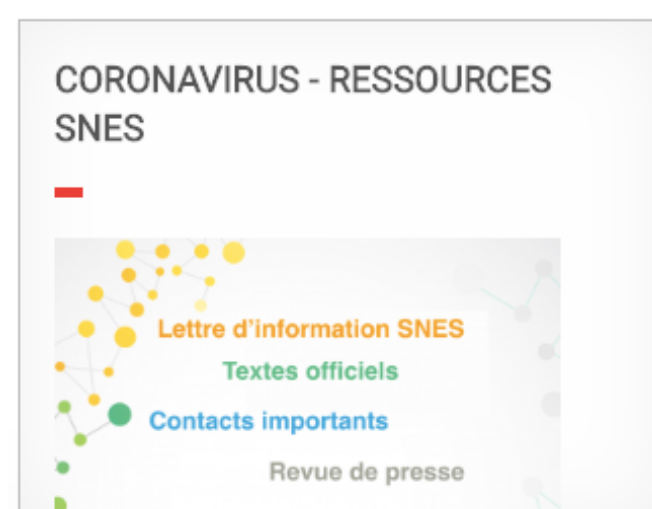 CORONAVIRUS - RESSOURCES
SNES
Lettre d'information SNES
Textes officiels
Contacts importants
Revue de presse